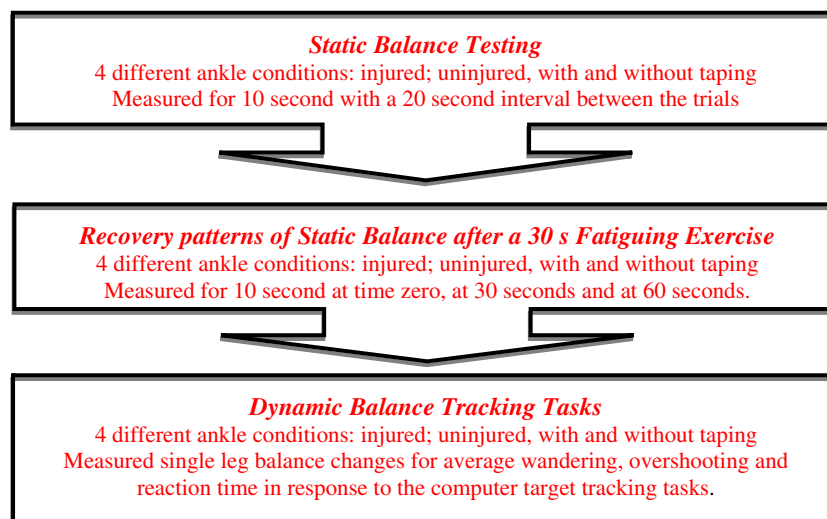 Static Balance Testing
4 different ankle conditions: injured; uninjured, with and without taping
Measured for 10 second with a 20 second interval between the trials
Recovery patterns of Static Balance after a 30 s Fatiguing Exercise
4 different ankle conditions: injured; uninjured, with and without taping
Measured for 10 second at time zero, at 30 seconds and at 60 seconds.
Dynamic Balance Tracking Tasks
4 different ankle conditions: injured; uninjured, with and without taping
Measured single leg balance changes for average wandering, overshooting and
reaction time in response to the computer target tracking tasks.